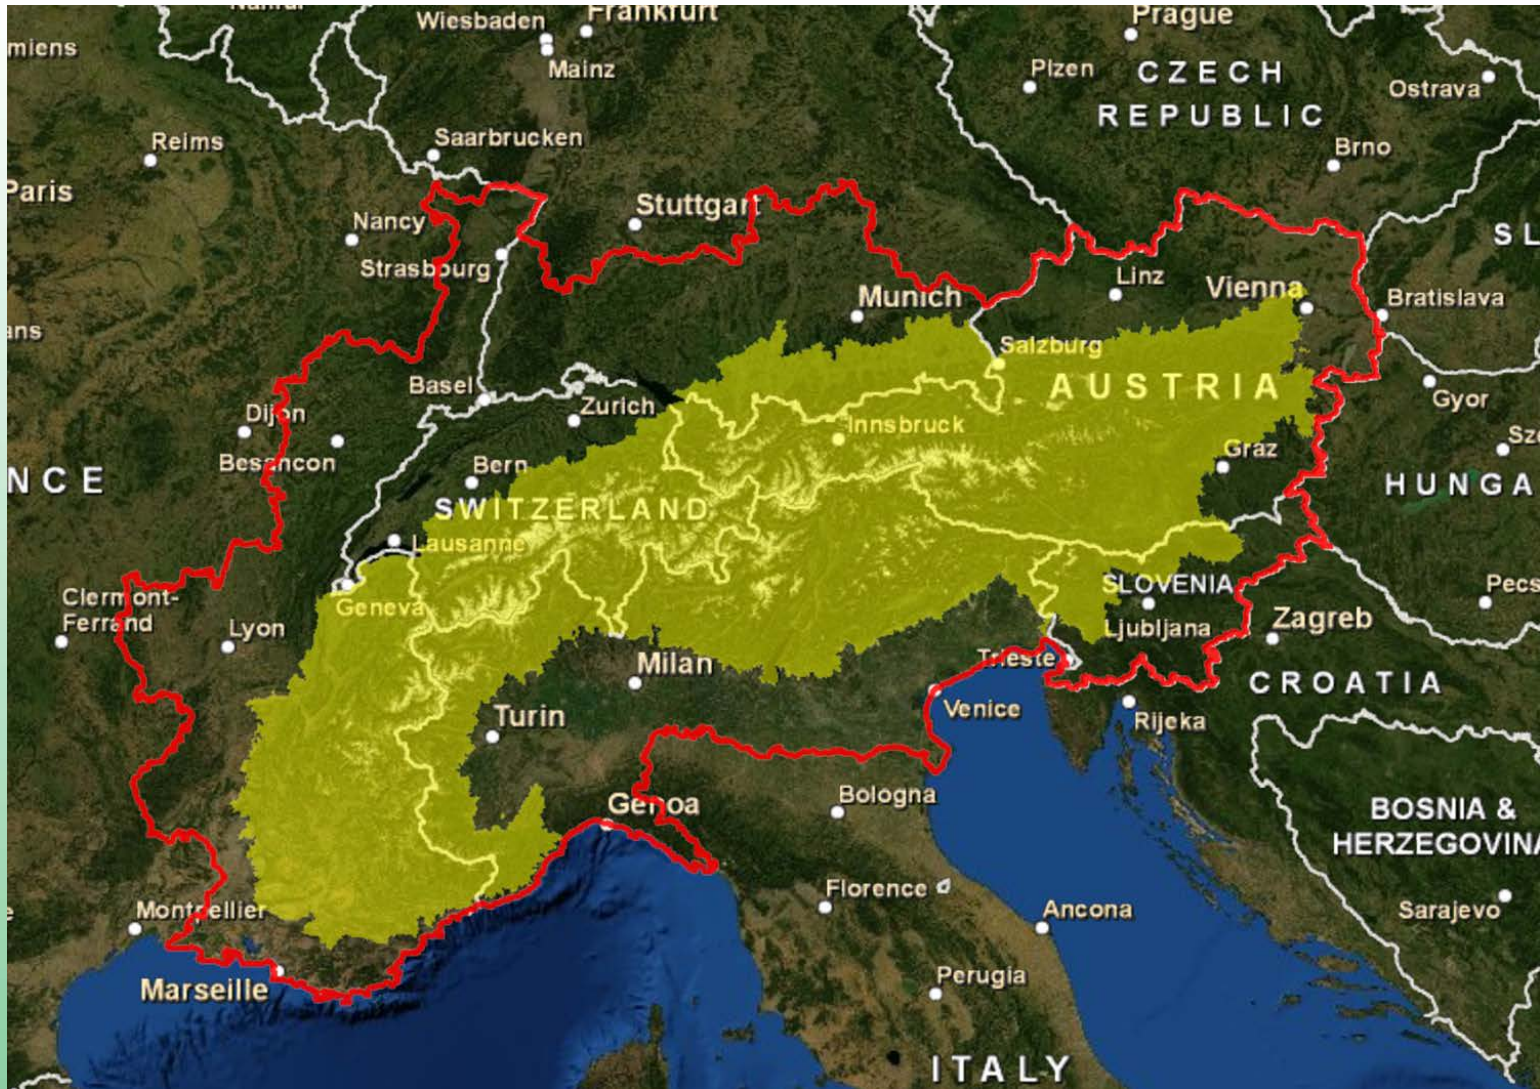 Frankfurt
Prague
Wiesbaden
miens
Mainz
Plzen
CZECH
REPUBLIC
Ostrava
Reims
Saarbrucken
Brno
Paris
Nancy
Stuttgart
SL
Strasbourg
Linz
Vienna
Munich
Bratislava
ans
Salzburg
Basel
AUSTRIA
Gyor
Dijon
Zurich
Innsbruck
Besancon
Bern
Graz
NCE
SWITZERLAND
HUNGA
Lausanne
SLOVENIA
Geneva
Clermont-
Ferrand
Lyon
Ljubljana
Zagreb
Milan
Trieste
CROATIA
Turin
Venice
Rijeka
Genoa
Bologna
BOSNIA &
HERZEGOVINA
Florence
Montpellier
Ancona
Sarajevo
Perugia
Marseille
ITALY